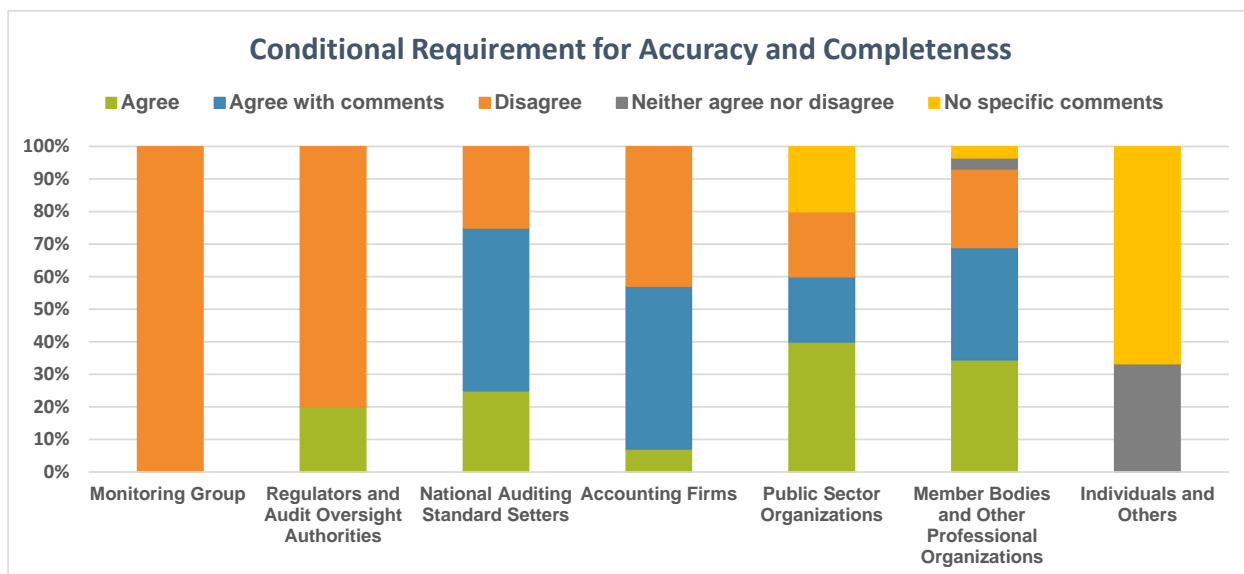 Conditional Requirement for Accuracy and Completeness
Agree Agree with comments Disagree Neither agree nor disagree No specific comments
100%
90%
80%
70%
60%
50%
40%
30%
20%
10%
0%
Monitoring Group
Regulators and
Audit Oversight
Authorities
National Auditing
Standard Setters
Accounting Firms
Public Sector
Organizations
Member Bodies
and Other
Professional
Organizations
Individuals and
Others